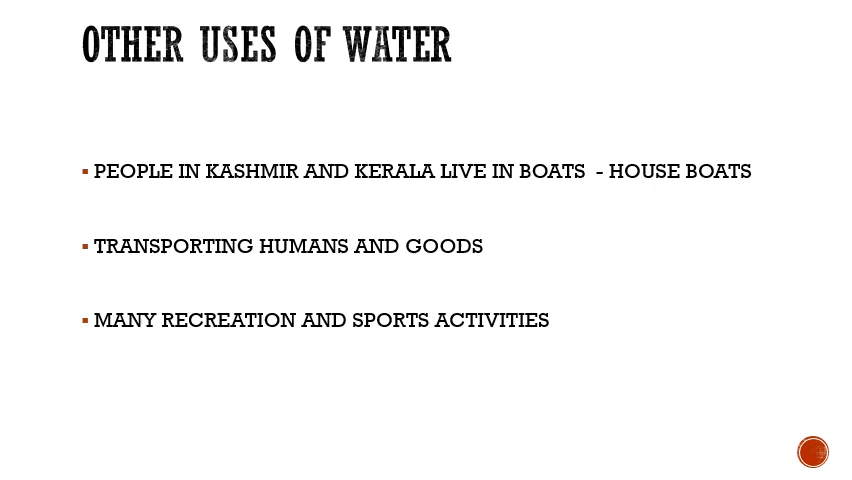 OTHER USES OF WATER
▪ PEOPLE IN KASHMIR AND KERALA LIVE IN BOATS - HOUSE BOATS
▪ TRANSPORTING HUMANS AND GOODS
▪ MANY RECREATION AND SPORTS ACTIVITIES